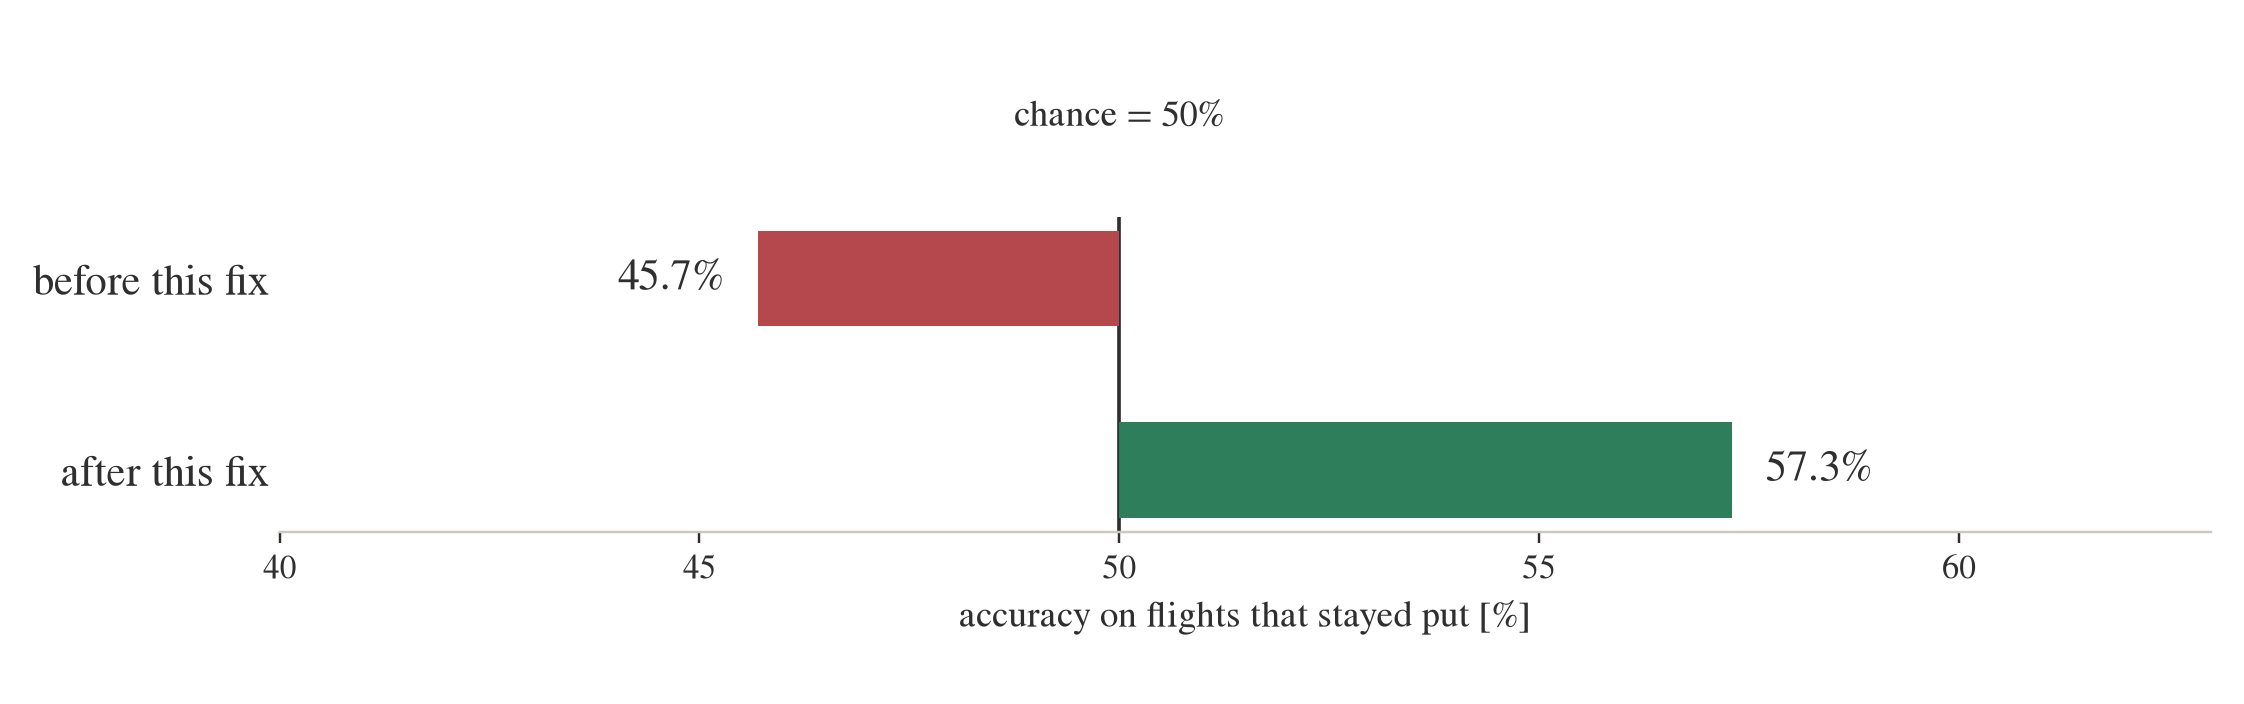 chance = 50%
before this fix
45.7%
after this fix
57.3%
40 45 50 55 60
accuracy on flights that stayed put [%]